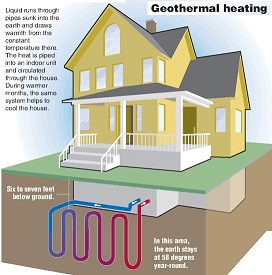 Geothermal heating
Liquid runs through
pipes sunk into the
earth and draws
warmth from the
constant
temperature there.
The heat is piped
into an indoor unit
and circulated
through the house.
During warmer
months, the same
system helps to
cool the house.
Six to seven feet
below ground.
In this area,
the earth stays
at 58 degrees
year-round.